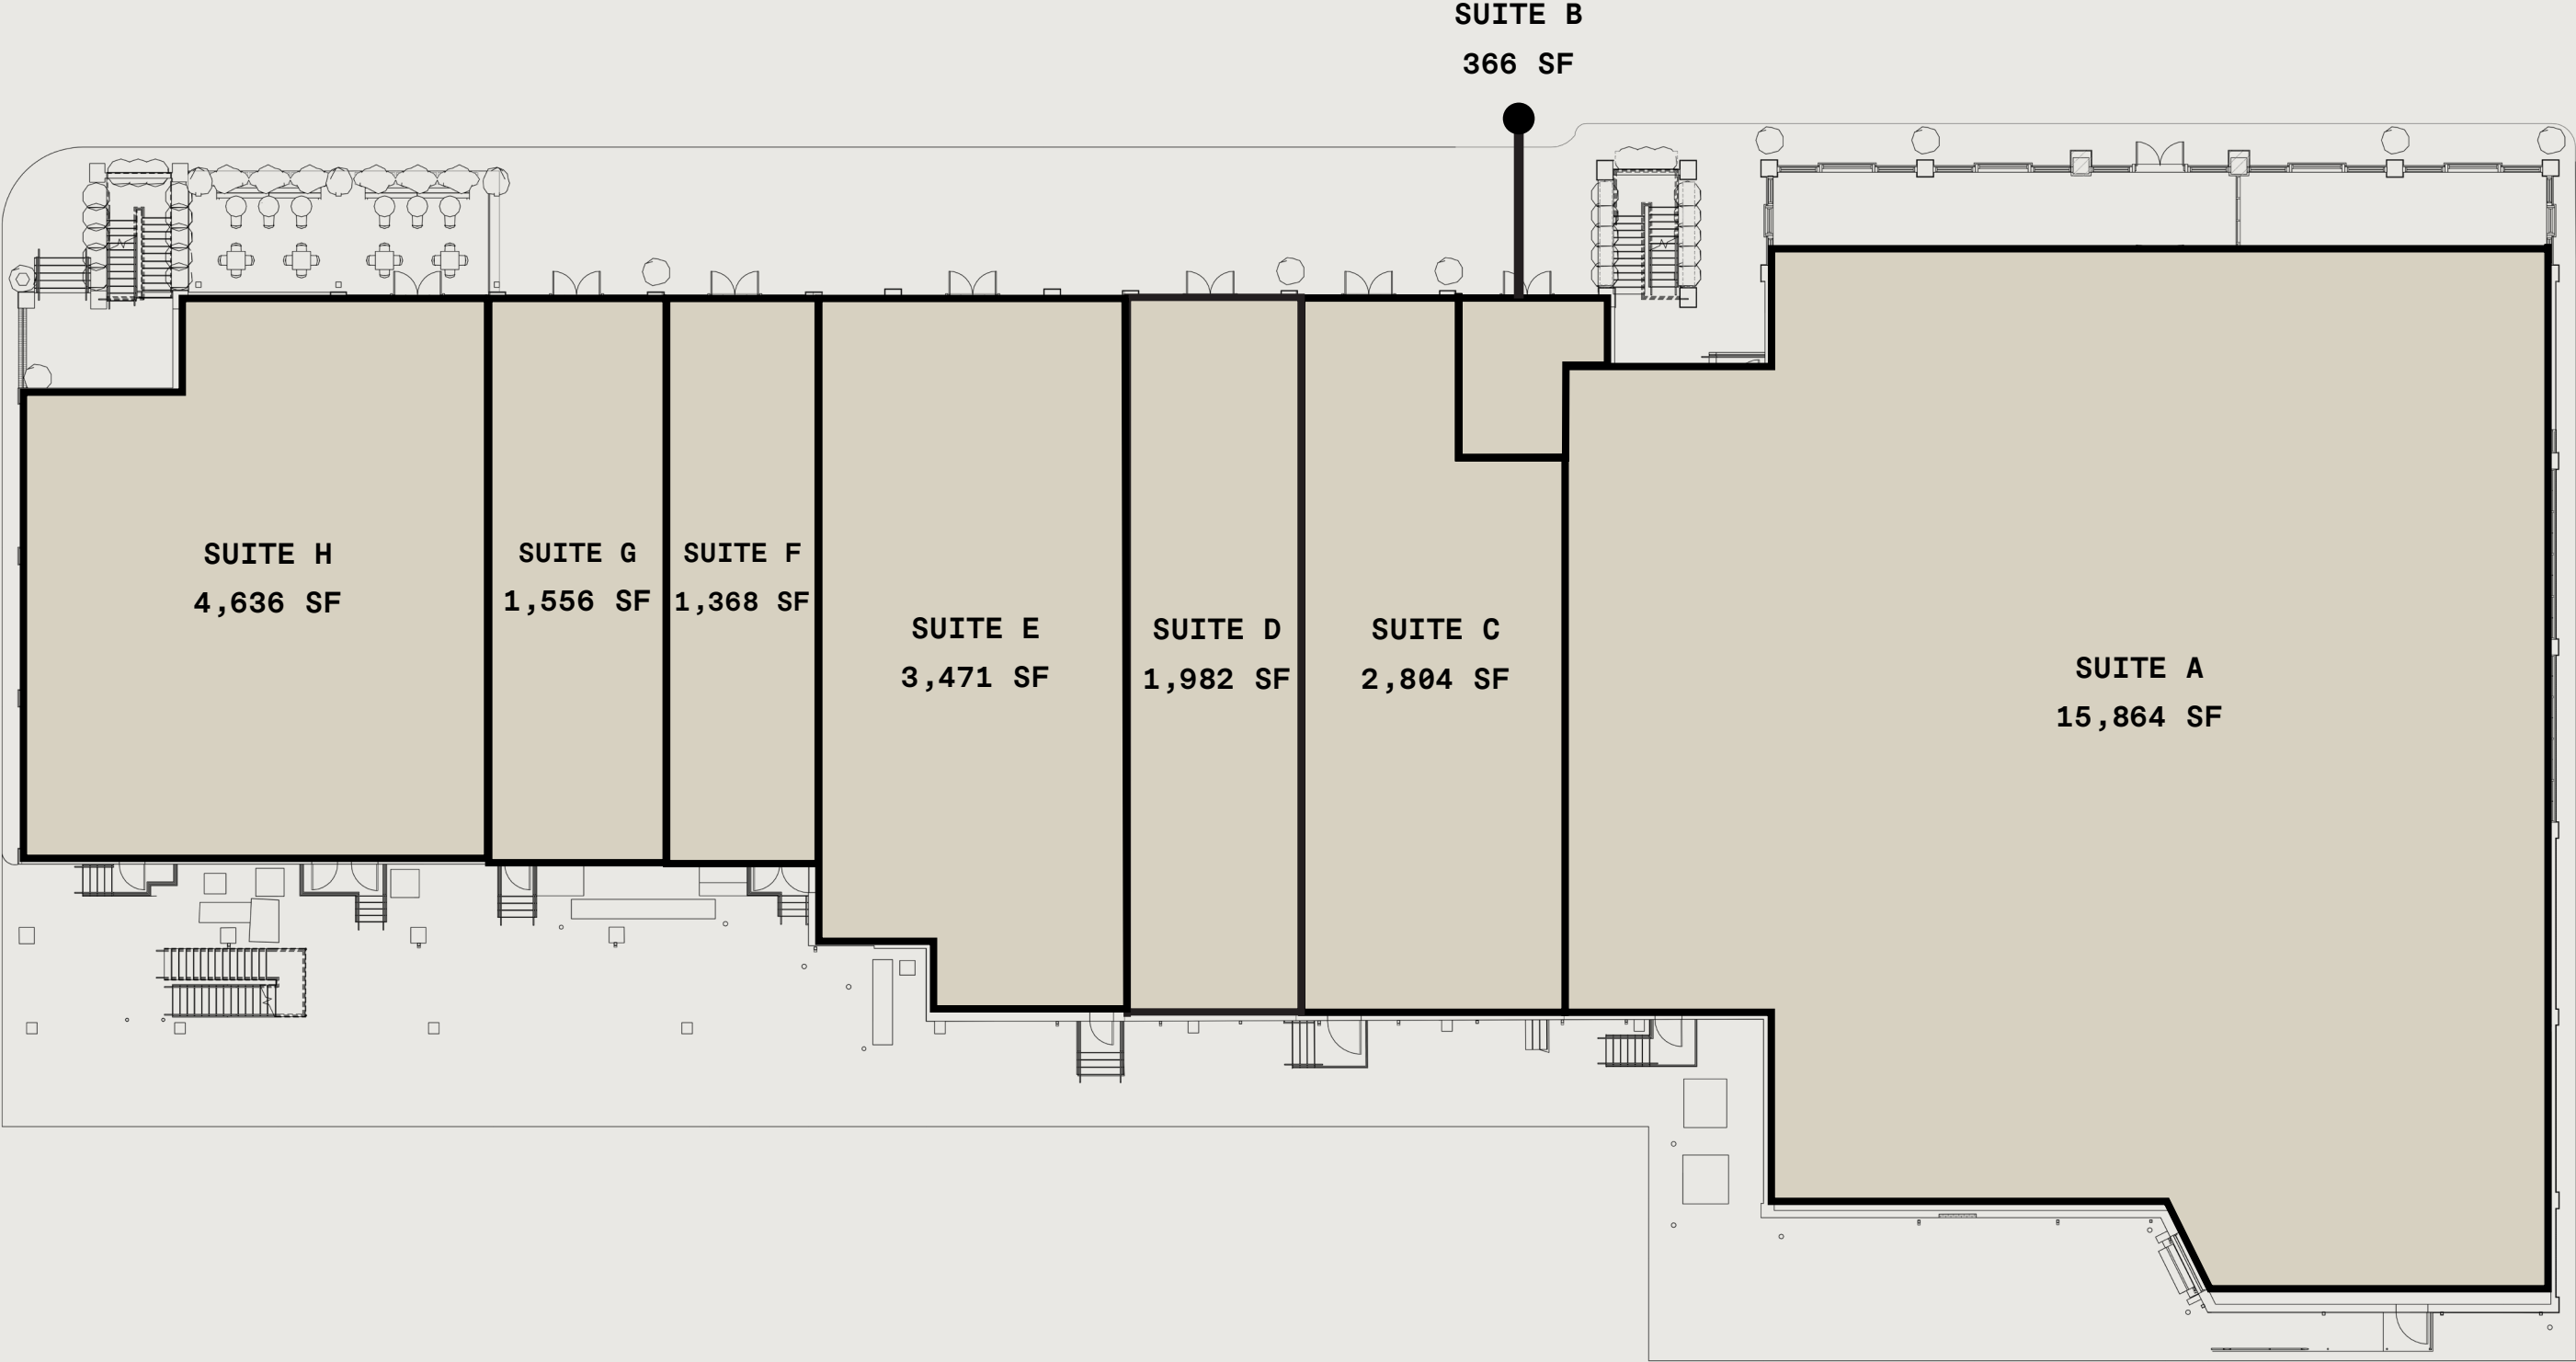 SUITE B
366 SF
SUITE H
4,636 SF
SUITE G
1,556 SF
SUITE F
1,368 SF
SUITE E
3,471 SF
SUITE D
1,982 SF
SUITE C
2,804 SF
SUITE A
15,864 SF